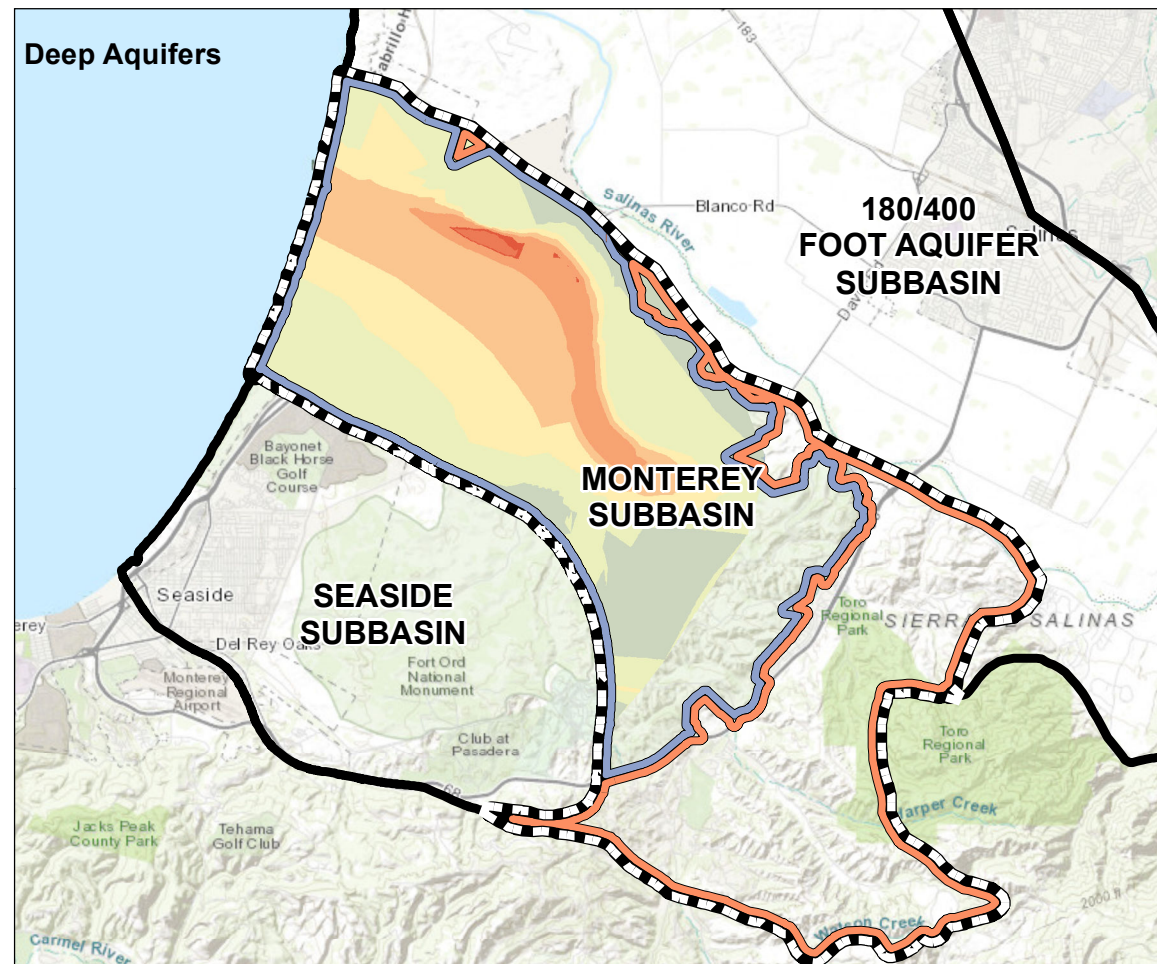 Deep Aquifers
183
Salinas
River
Blanco Rd
180/400
FOOT AQUIFER
SUBBASIN
Salinas
Bayonet
Black Horse
Golf
Course
MONTEREY
SUBBASIN
Seaside
SEASIDE
SUBBASIN
Del Rey Oaks
Toro
Regional
Park
SIERRA
SALINAS
Monterey
Regional
Airport
Fort Ord
National
Monument
Club at
Pasadera
68
Toro
Regional
Park
Harper Creek
Jacks Peak
County Park
Tehama
Golf Club
2000 ft
Watson Creek
Carmel River